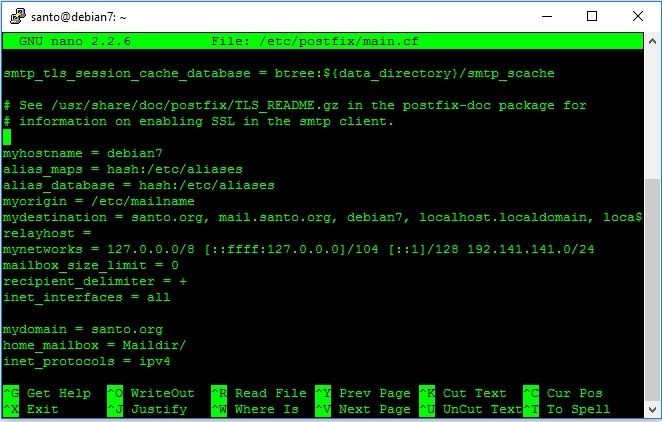 santo@debian7: ~
GNU nano 2.2.6 File: /etc/postfix/main.cf
smtp_tls_session_cache_database = btree:${data_directory}/smtp_scache
# See /usr/share/doc/postfix/TLS_README.gz in the postfix-doc package for
# information on enabling SSL in the smtp client.
myhostname = debian7
alias_maps = hash:/etc/aliases
alias_database = hash:/etc/aliases
myorigin = /etc/mailname
mydestination = santo.org, mail.santo.org, debian7, localhost.localdomain, loca$
relayhost =
mynetworks = 127.0.0.0/8 [::ffff:127.0.0.0]/104 [::1]/128 192.141.141.0/24
mailbox_size_limit = 0
recipient_delimiter = +
inet_interfaces = all
mydomain = santo.org
home_mailbox = Maildir/
inet_protocols = ipv4
^G Get Help ^O WriteOut ^R Read File ^Y Prev Page ^K Cut Text ^C Cur Pos
^X Exit ^J Justify ^W Where Is ^V Next Page ^U UnCut Text^T To Spell